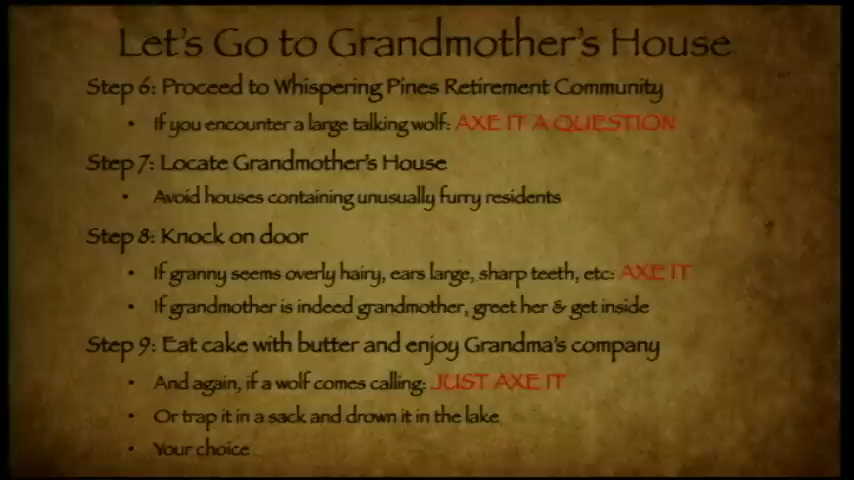 Let's Go to Grandmother's House
Step 6: Proceed to Whispering Pines Retirement Community
• If you encounter a large talking wolf: AXE IT A QUESTION
Step 7: Locate Grandmother's House
• Avoid houses containing unusually furry residents
Step 8: Knock on door
• If granny seems overly hairy, ears large, sharp teeth, etc: AXE IT
• If grandmother is indeed grandmother, greet her & get inside
Step 9: Eat cake with butter and enjoy Grandma's company
• And again, if a wolf comes calling: JUST AXE IT
• Or trap it in a sack and drown it in the lake
• Your choice